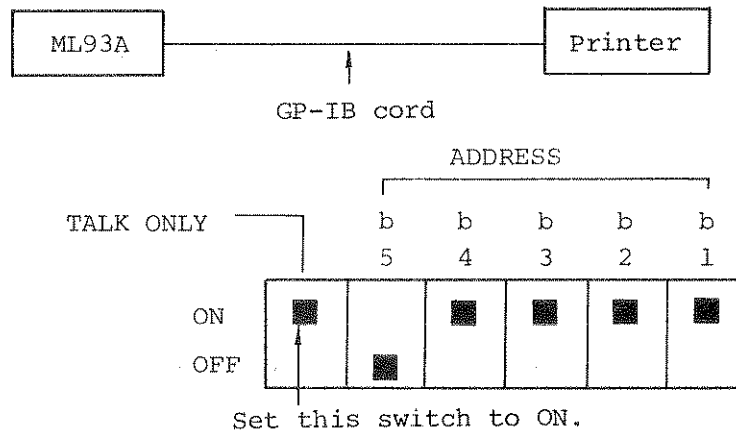 ML93A
Printer
GP-IB cord
ADDRESS
TALK ONLY
b b b b b
5 4 3 2 1
ON
OFF
Set this switch to ON.